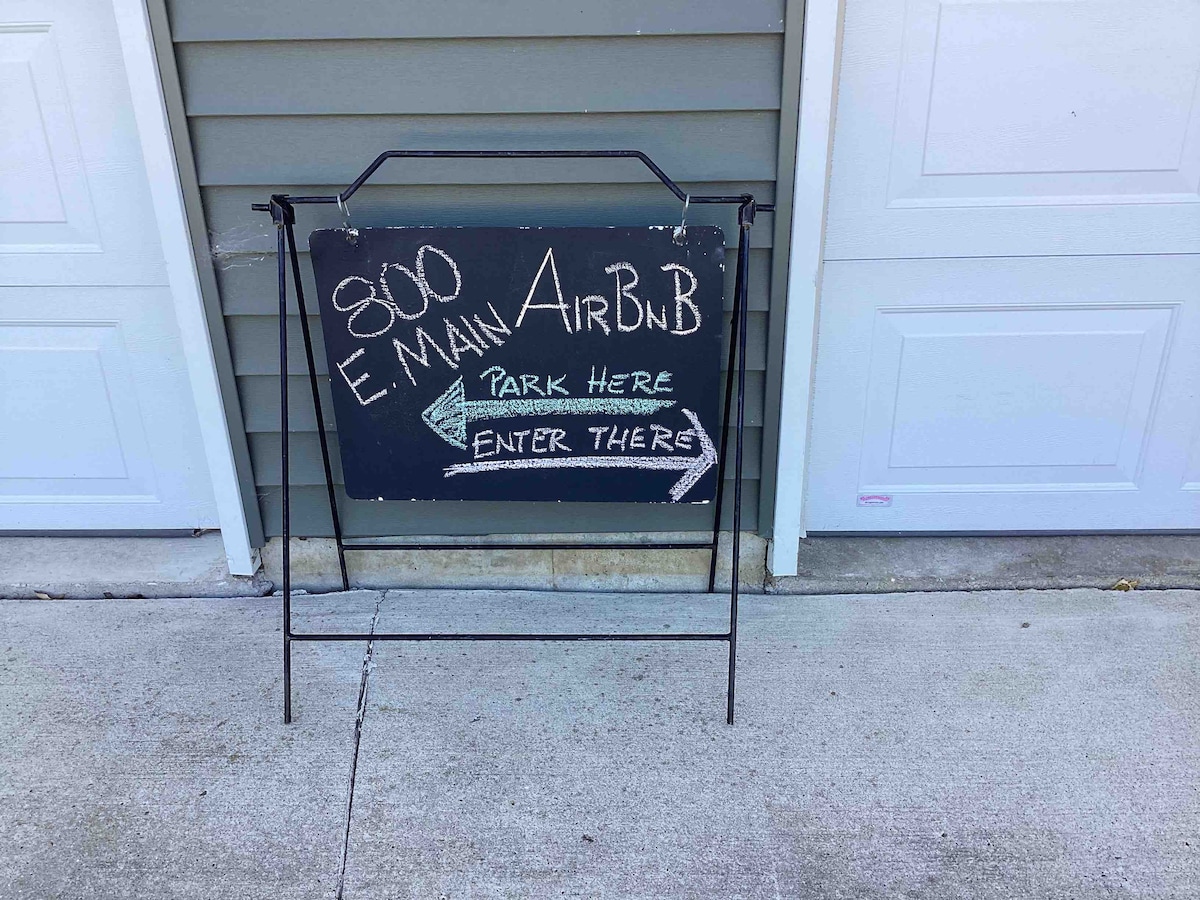 800
E. MAIN
AIRBNB
PARK HERE
ENTER THERE